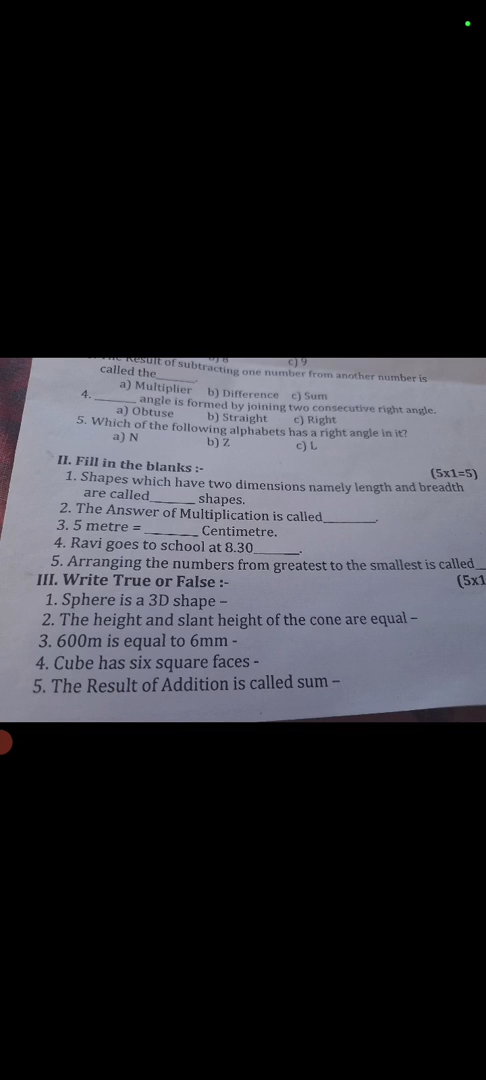 b) 8 c) 9
The Result of subtracting one number from another number is
called the______.
a) Multiplier b) Difference c) Sum
4. ______ angle is formed by joining two consecutive right angle.
a) Obtuse b) Straight c) Right
5. Which of the following alphabets has a right angle in it?
a) N b) Z c) L
II. Fill in the blanks :- (5x1=5)
1. Shapes which have two dimensions namely length and breadth
are called______ shapes.
2. The Answer of Multiplication is called_______.
3. 5 metre = _______ Centimetre.
4. Ravi goes to school at 8.30______.
5. Arranging the numbers from greatest to the smallest is called_
III. Write True or False :- (5x1
1. Sphere is a 3D shape –
2. The height and slant height of the cone are equal –
3. 600m is equal to 6mm -
4. Cube has six square faces -
5. The Result of Addition is called sum –